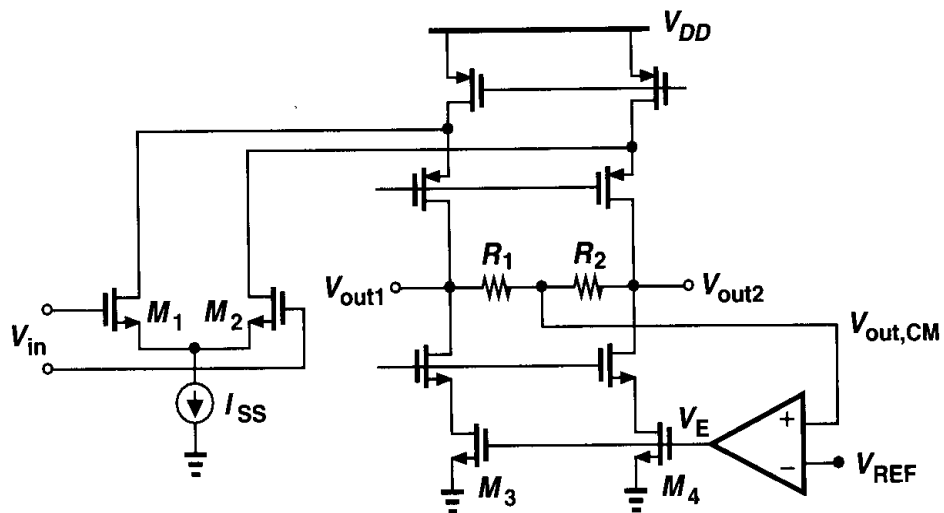 V_DD
R_1
R_2
V_out1
V_out2
M_1
M_2
V_in
V_out,CM
I_SS
V_E
+
−
V_REF
M_3
M_4